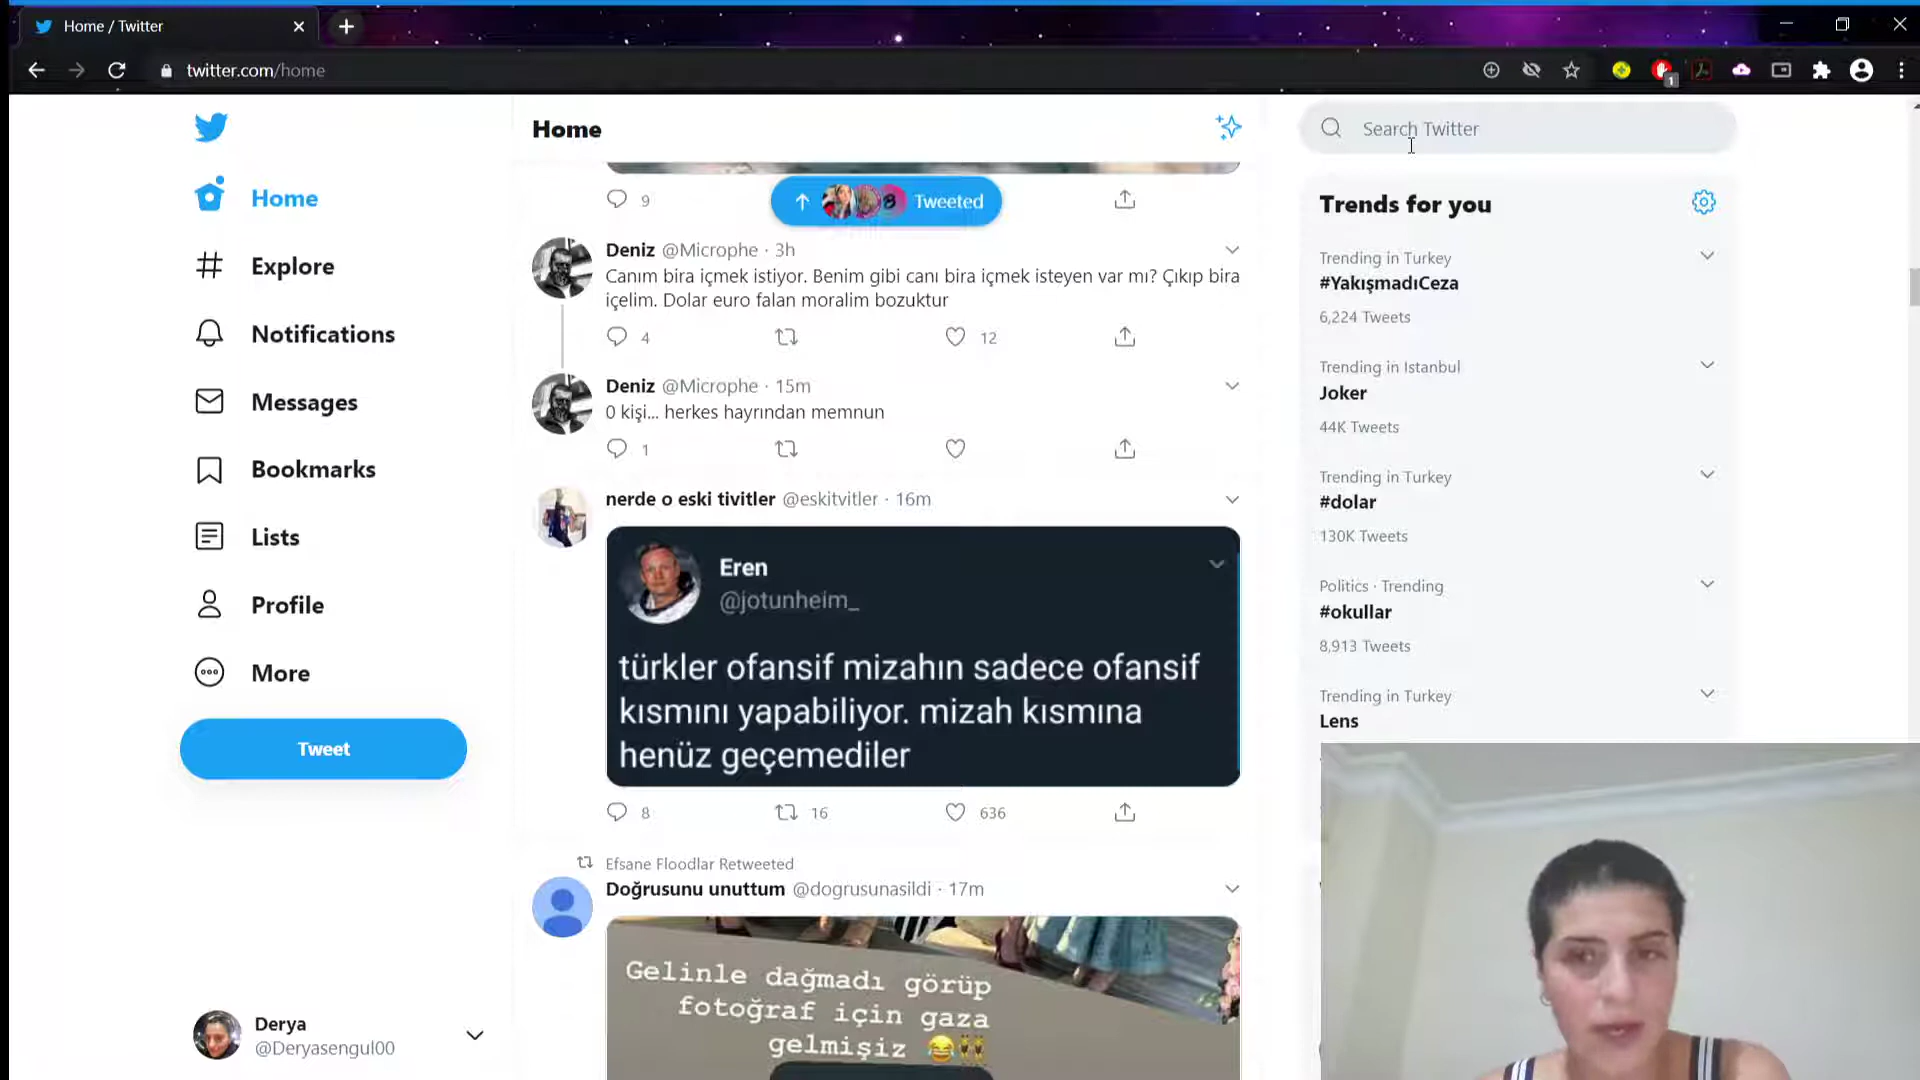 Home / Twitter
twitter.com/home
1
Home
Explore
Notifications
Messages
Bookmarks
Lists
Profile
More
Tweet
Derya
@Deryasengul00
Home
9
Tweeted
Deniz @Microphe · 3h
Canım bira içmek istiyor. Benim gibi canı bira içmek isteyen var mı? Çıkıp bira
içelim. Dolar euro falan moralim bozuktur
4
12
Deniz @Microphe · 15m
0 kişi... herkes hayrından memnun
1
nerde o eski tivitler @eskitvitler · 16m
Eren
@jotunheim_
türkler ofansif mizahın sadece ofansif
kısmını yapabiliyor. mizah kısmına
henüz geçemediler
8
16
636
Efsane Floodlar Retweeted
Doğrusunu unuttum @dogrusunasildi · 17m
Gelinle dağmadı görüp
fotoğraf için gaza
gelmişiz 😂👯
Search Twitter
Trends for you
Trending in Turkey
#YakışmadıCeza
6,224 Tweets
Trending in Istanbul
Joker
44K Tweets
Trending in Turkey
#dolar
130K Tweets
Politics · Trending
#okullar
8,913 Tweets
Trending in Turkey
Lens